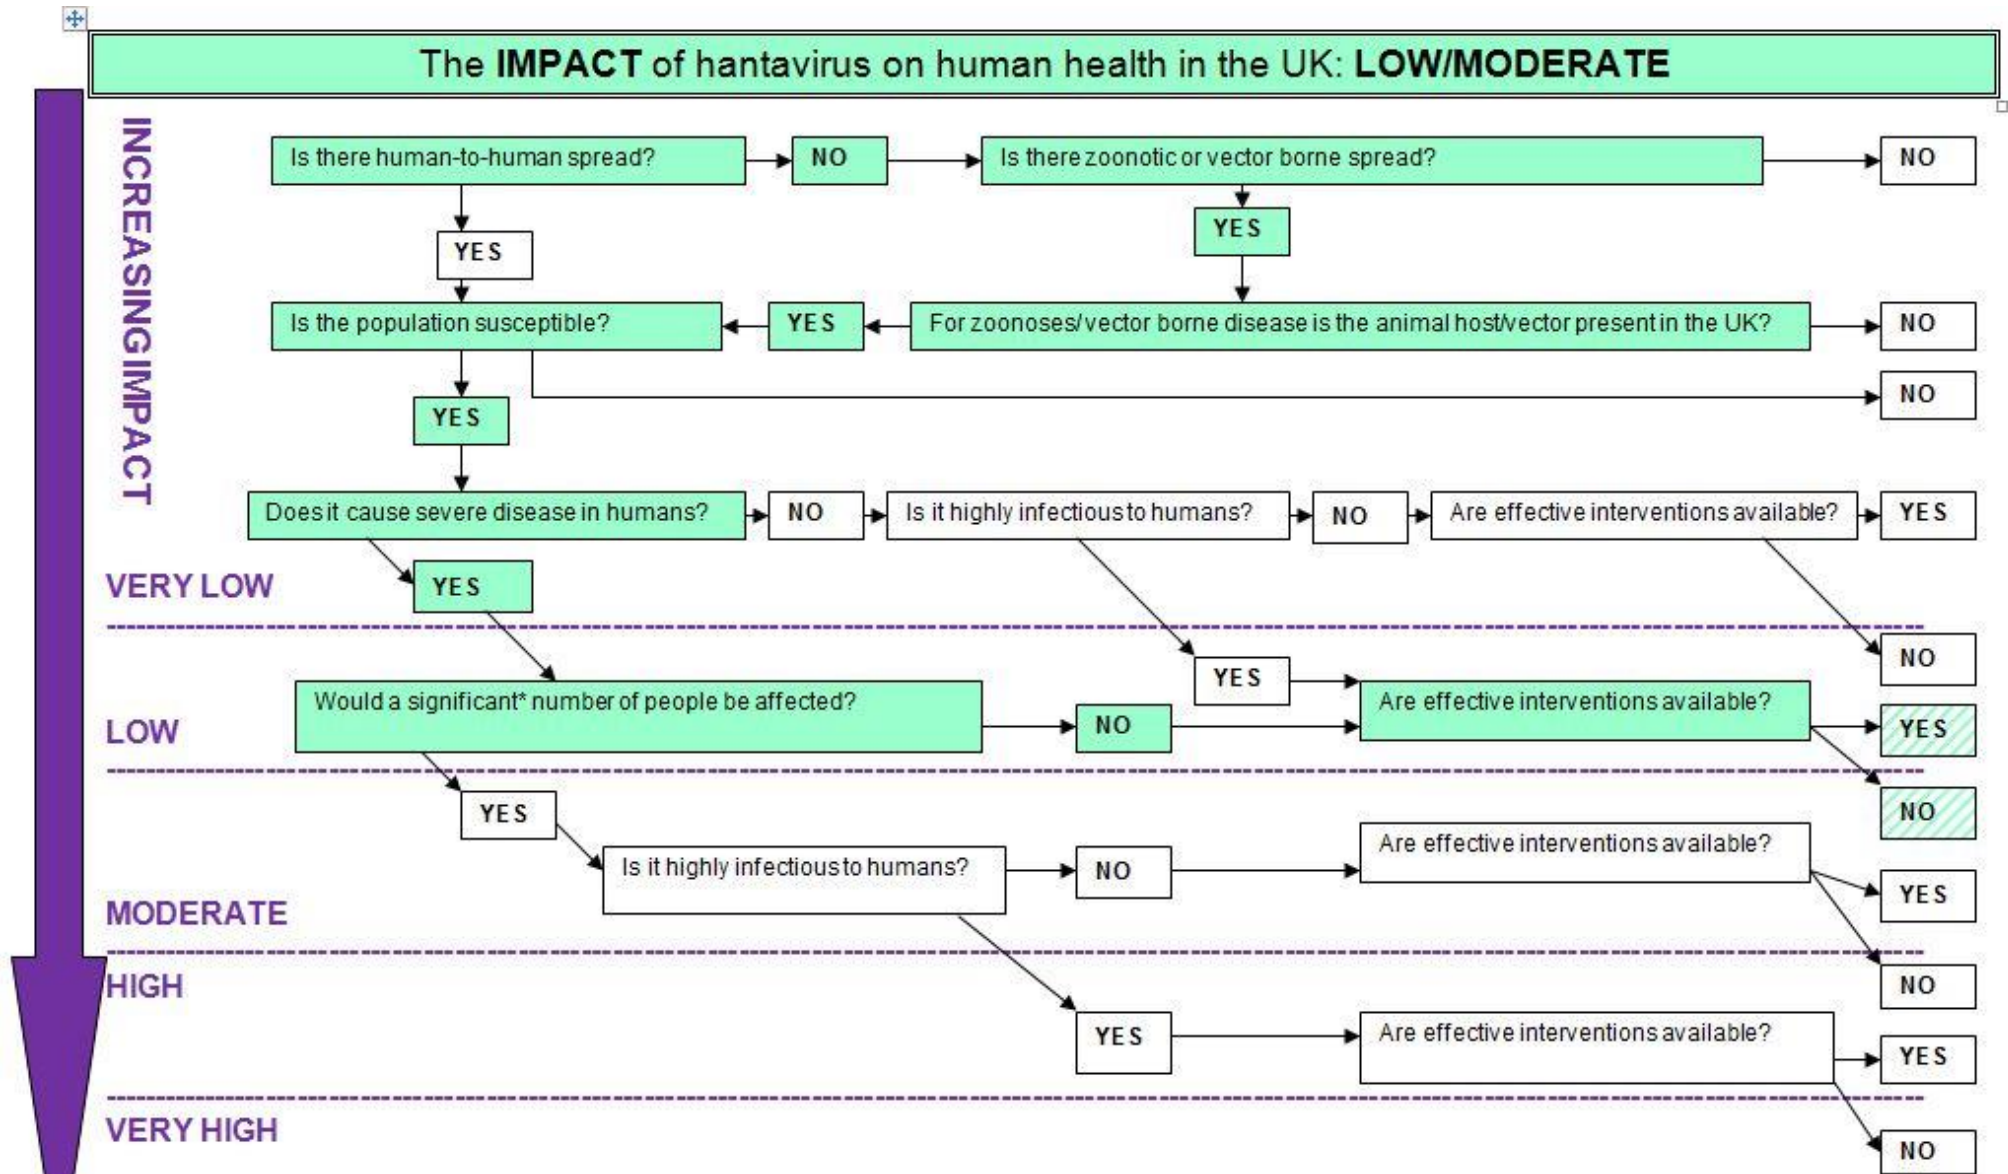 The IMPACT of hantavirus on human health in the UK: LOW/MODERATE
INCREASINGIMPACT
Is there human-to-human spread?
NO
Is there zoonotic or vector borne spread?
NO
YES
YES
Is the population susceptible?
YES
For zoonoses/vector borne disease is the animal host/vector present in the UK?
NO
NO
YES
Does it cause severe disease in humans?
NO
Is it highly infectious to humans?
NO
Are effective interventions available?
YES
VERY LOW
YES
NO
YES
Would a significant* number of people be affected?
NO
Are effective interventions available?
YES
LOW
NO
YES
Is it highly infectious to humans?
NO
Are effective interventions available?
YES
MODERATE
NO
HIGH
YES
Are effective interventions available?
YES
VERY HIGH
NO